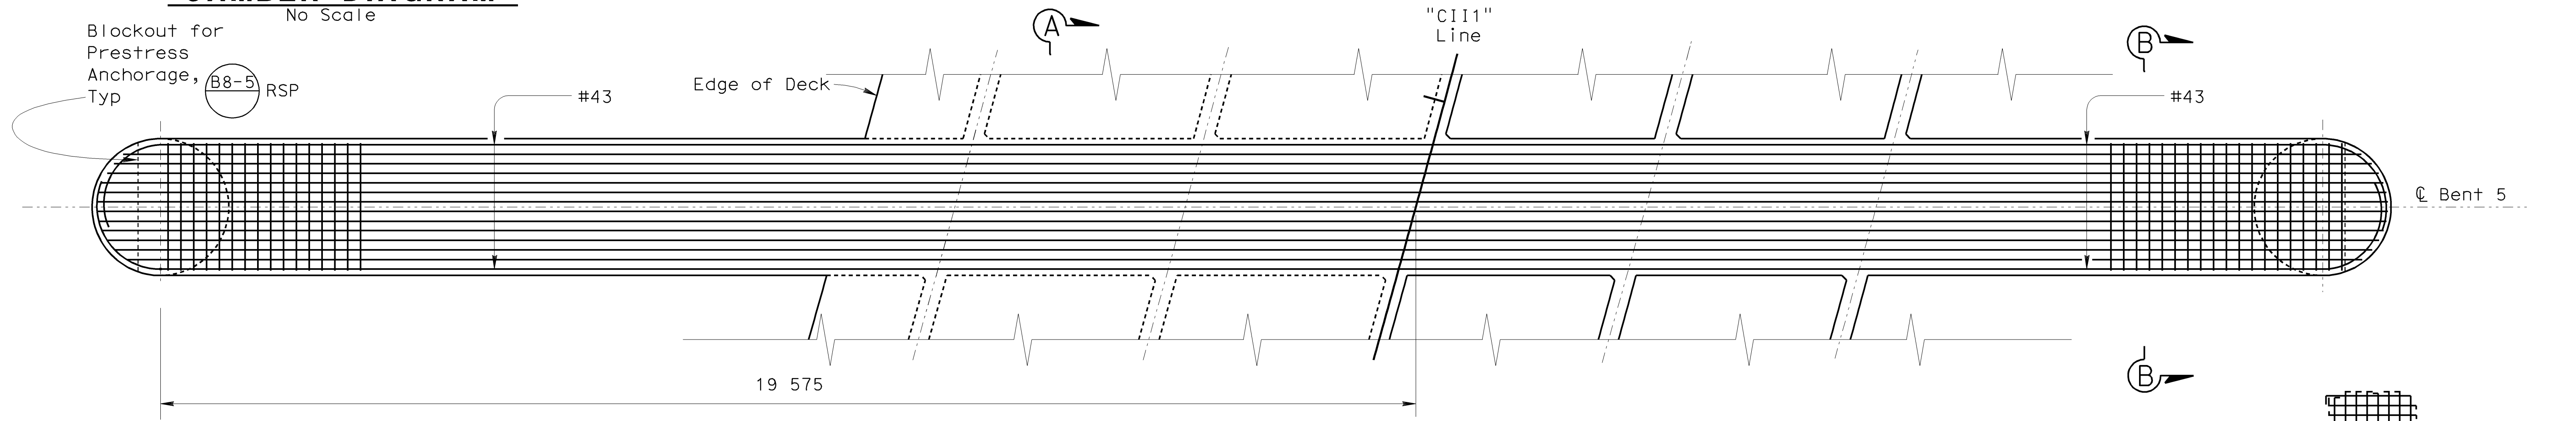 No Scale
Blockout for
Prestress
Anchorage,
Typ
B8-5
RSP
#43
Edge of Deck
A
"CII1"
Line
B
#43
℄ Bent 5
19 575
B